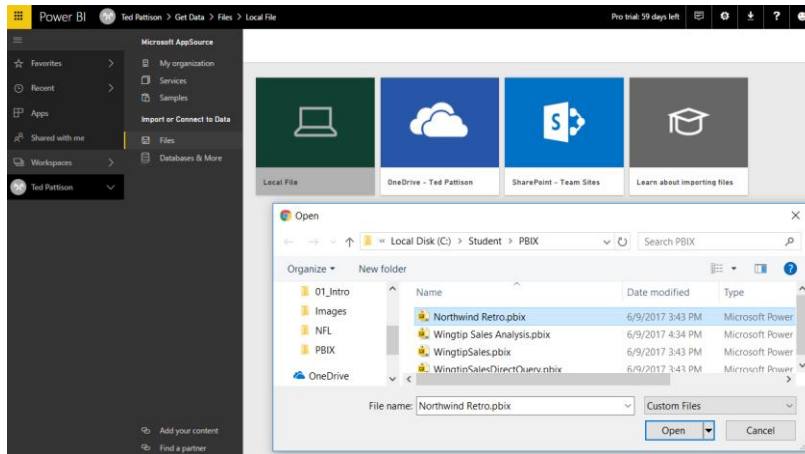 Power BI
Ted Pattison > Get Data > Files > Local File
Pro trial: 59 days left
?
Favorites
Recent
Apps
Shared with me
Workspaces
Ted Pattison
Microsoft AppSource
My organization
Services
Samples
Import or Connect to Data
Files
Databases & More
Add your content
Find a partner
Local File
OneDrive - Ted Pattison
SharePoint - Team Sites
Learn about importing files
Open
« Local Disk (C:) > Student > PBIX
Search PBIX
Organize
New folder
01_Intro
Images
NFL
PBIX
OneDrive
Name Date modified Type
Northwind Retro.pbix 6/9/2017 3:43 PM Microsoft Power
Wingtip Sales Analysis.pbix 6/9/2017 4:34 PM Microsoft Power
WingtipSales.pbix 6/9/2017 3:43 PM Microsoft Power
WingtipSalesDirectQuery.pbix 6/9/2017 3:43 PM Microsoft Power
File name: Northwind Retro.pbix
Custom Files
Open
Cancel